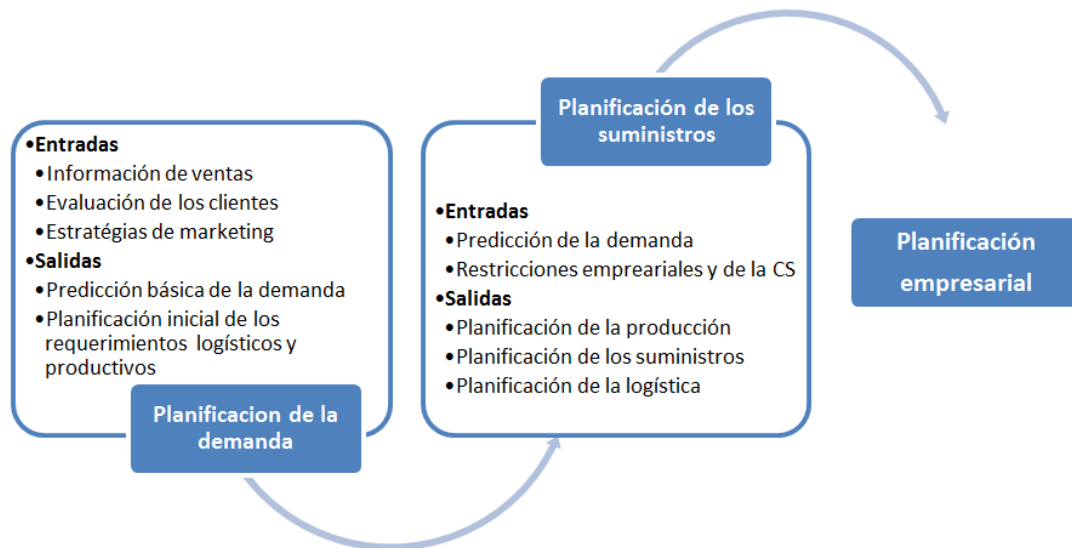 •Entradas
•Información de ventas
•Evaluación de los clientes
•Estratégias de marketing
•Salidas
•Predicción básica de la demanda
•Planificación inicial de los
requerimientos logísticos y
productivos
Planificacion de la
demanda
Planificación de los
suministros
•Entradas
•Predicción de la demanda
•Restricciones empreariales y de la CS
•Salidas
•Planificación de la producción
•Planificación de los suministros
•Planificación de la logística
Planificación
empresarial